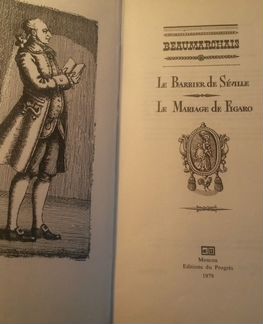 BEAUMARCHAIS
LE BARBIER DE SÉVILLE
LE MARIAGE DE FIGARO
Moscou
Editions du Progrès
1979